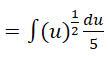 = ∫(u)^{1/2} du/5